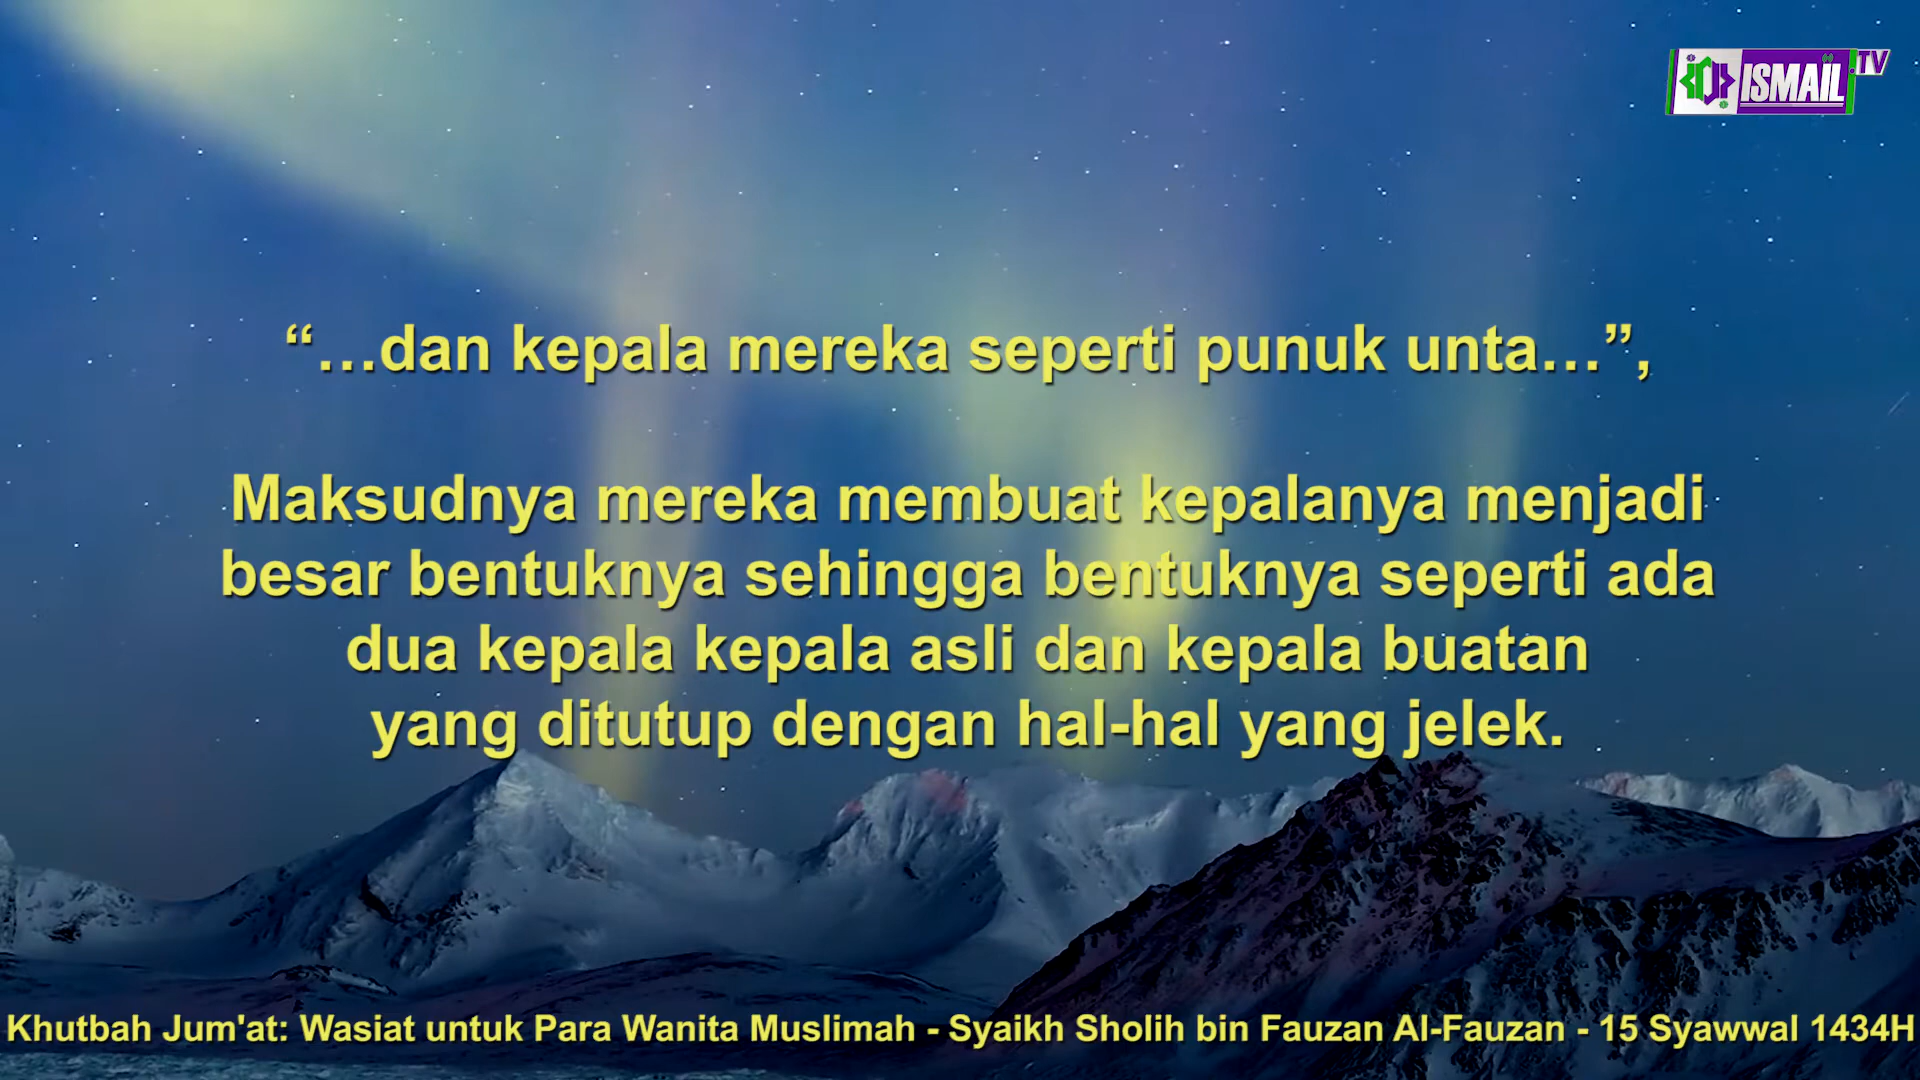 ISMAIL TV
“…dan kepala mereka seperti punuk unta…”,
Maksudnya mereka membuat kepalanya menjadi
besar bentuknya sehingga bentuknya seperti ada
dua kepala kepala asli dan kepala buatan
yang ditutup dengan hal-hal yang jelek.
Khutbah Jum'at: Wasiat untuk Para Wanita Muslimah - Syaikh Sholih bin Fauzan Al-Fauzan - 15 Syawwal 1434H